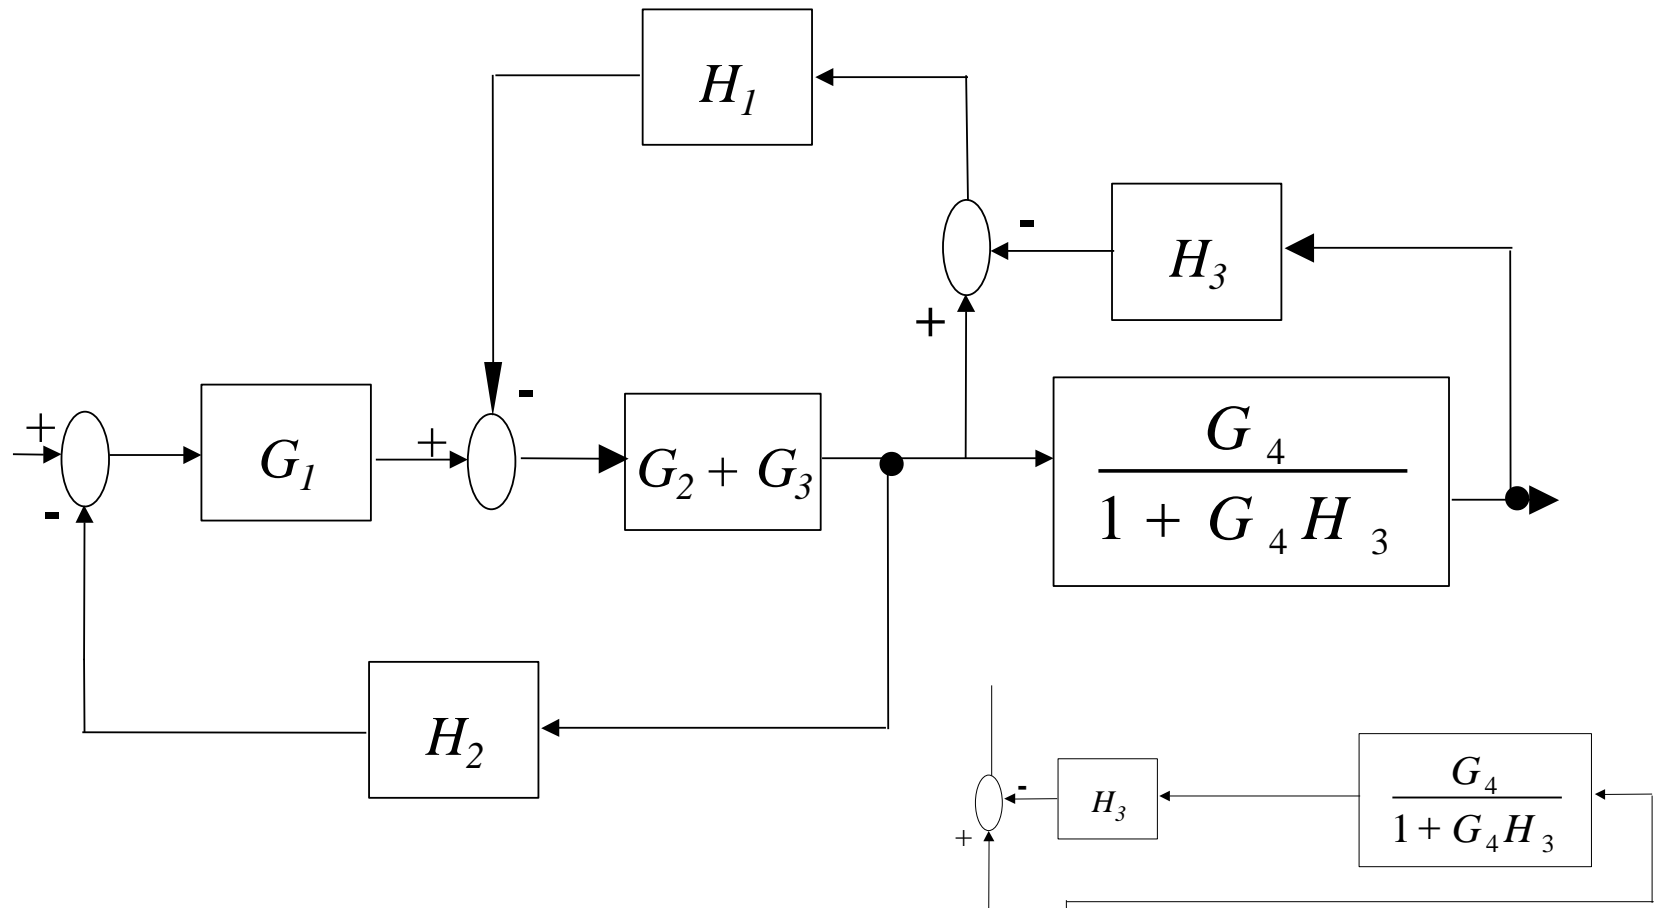 H1
-
H3
+
-
+
G1
+
G2 + G3
G4
1 + G4H3
-
H2
-
H3
G4
1 + G4H3
+